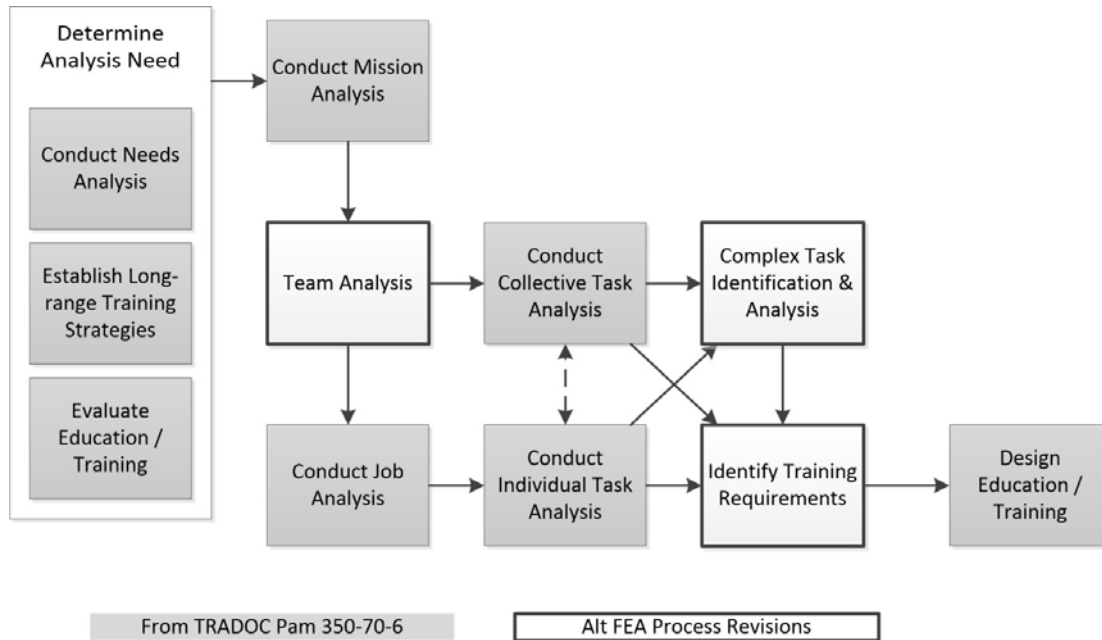 Determine
Analysis Need
Conduct Needs
Analysis
Establish Long-
range Training
Strategies
Evaluate
Education /
Training
Conduct Mission
Analysis
Team Analysis
Conduct
Collective Task
Analysis
Complex Task
Identification &
Analysis
Conduct Job
Analysis
Conduct
Individual Task
Analysis
Identify Training
Requirements
Design
Education /
Training
From TRADOC Pam 350-70-6
Alt FEA Process Revisions